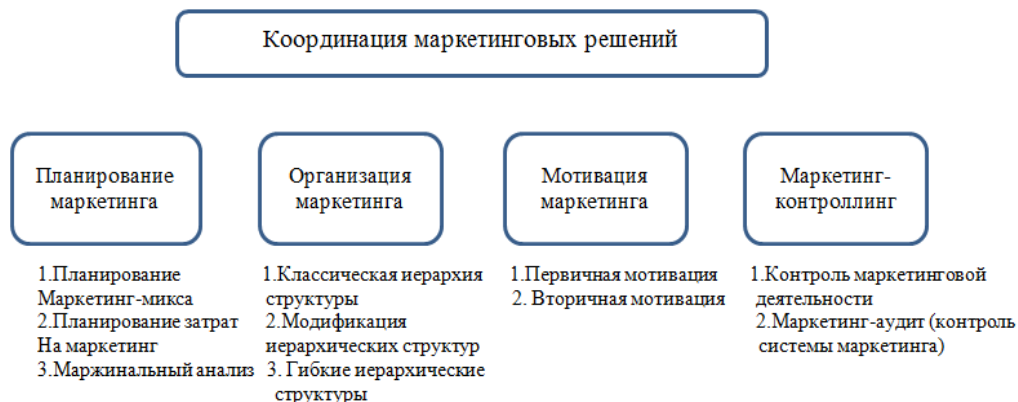 Координация маркетинговых решений
Планирование
маркетинга
Организация
маркетинга
Мотивация
маркетинга
Маркетинг-
контроллинг
1.Планирование
Маркетинг-микса
2.Планирование затрат
На маркетинг
3.Маржинальный анализ
1.Классическая иерархия
структуры
2.Модификация
иерархических структур
3. Гибкие иерархические
структуры
1.Первичная мотивация
2. Вторичная мотивация
1.Контроль маркетинговой
деятельности
2.Маркетинг-аудит (контроль
системы маркетинга)